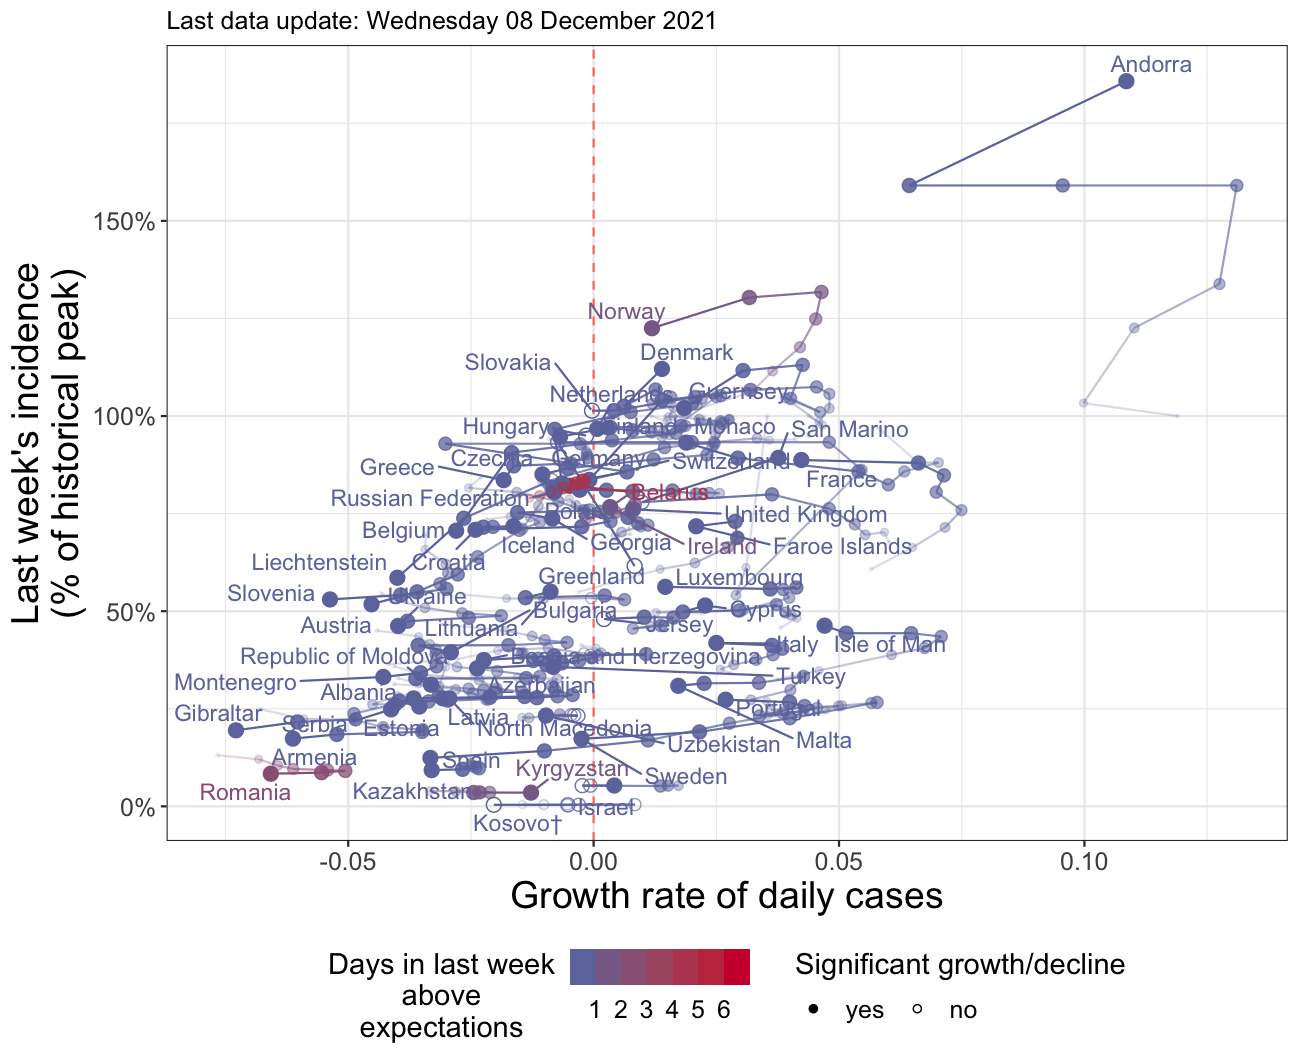 Last data update: Wednesday 08 December 2021
Andorra
150%
Norway
Denmark
Slovakia
Netherlands
Guernsey
100%
Hungary
Finland
Monaco
San Marino
Czechia
Germany
Switzerland
Greece
France
Russian Federation
Belarus
Poland
United Kingdom
Belgium
Iceland
Georgia
Ireland
Faroe Islands
Liechtenstein
Croatia
Greenland
Luxembourg
Slovenia
Ukraine
50%
Bulgaria
Cyprus
Austria
Lithuania
Jersey
Italy
Isle of Man
Republic of Moldova
Bosnia and Herzegovina
Montenegro
Turkey
Albania
Azerbaijan
Portugal
Gibraltar
Serbia
Estonia
Latvia
North Macedonia
Uzbekistan
Malta
Armenia
Spain
Kyrgyzstan
Sweden
Romania
Kazakhstan
0%
Israel
Kosovo†
-0.05
0.00
0.05
0.10
Last week's incidence
(% of historical peak)
Growth rate of daily cases
Days in last week
above
expectations
1 2 3 4 5 6
Significant growth/decline
yes
no